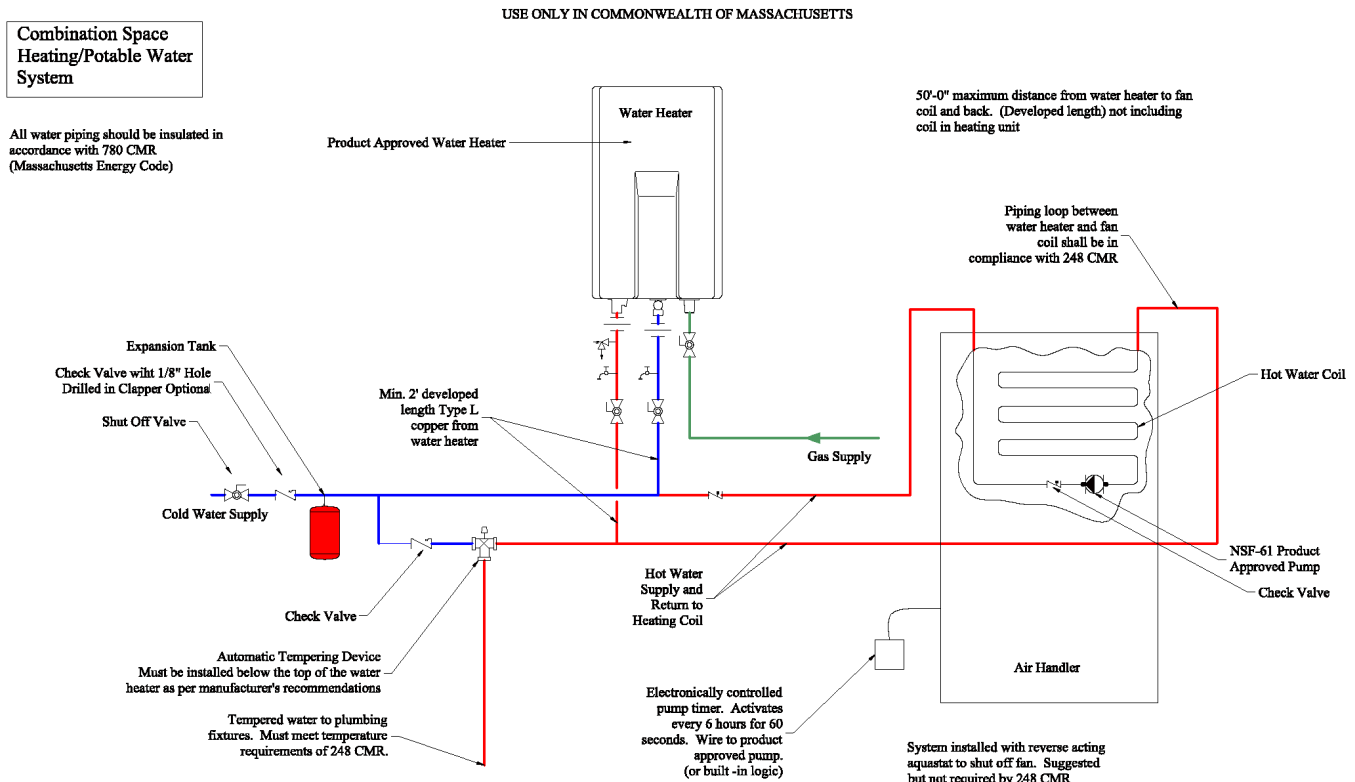 USE ONLY IN COMMONWEALTH OF MASSACHUSETTS
Combination Space
Heating/Potable Water
System
All water piping should be insulated in
accordance with 780 CMR
(Massachusetts Energy Code)
Water Heater
Product Approved Water Heater
50'-0" maximum distance from water heater to fan
coil and back. (Developed length) not including
coil in heating unit
Piping loop between
water heater and fan
coil shall be in
compliance with 248 CMR
Expansion Tank
Check Valve wiht 1/8" Hole
Drilled in Clapper Optional
Shut Off Valve
Min. 2' developed
length Type L
copper from
water heater
Hot Water Coil
Gas Supply
Cold Water Supply
NSF-61 Product
Approved Pump
Check Valve
Hot Water
Supply and
Return to
Heating Coil
Check Valve
Automatic Tempering Device
Must be installed below the top of the water
heater as per manufacturer's recommendations
Air Handler
Tempered water to plumbing
fixtures. Must meet temperature
requirements of 248 CMR.
Electronically controlled
pump timer. Activates
every 6 hours for 60
seconds. Wire to product
approved pump.
(or built -in logic)
System installed with reverse acting
aquastat to shut off fan. Suggested
but not required by 248 CMR